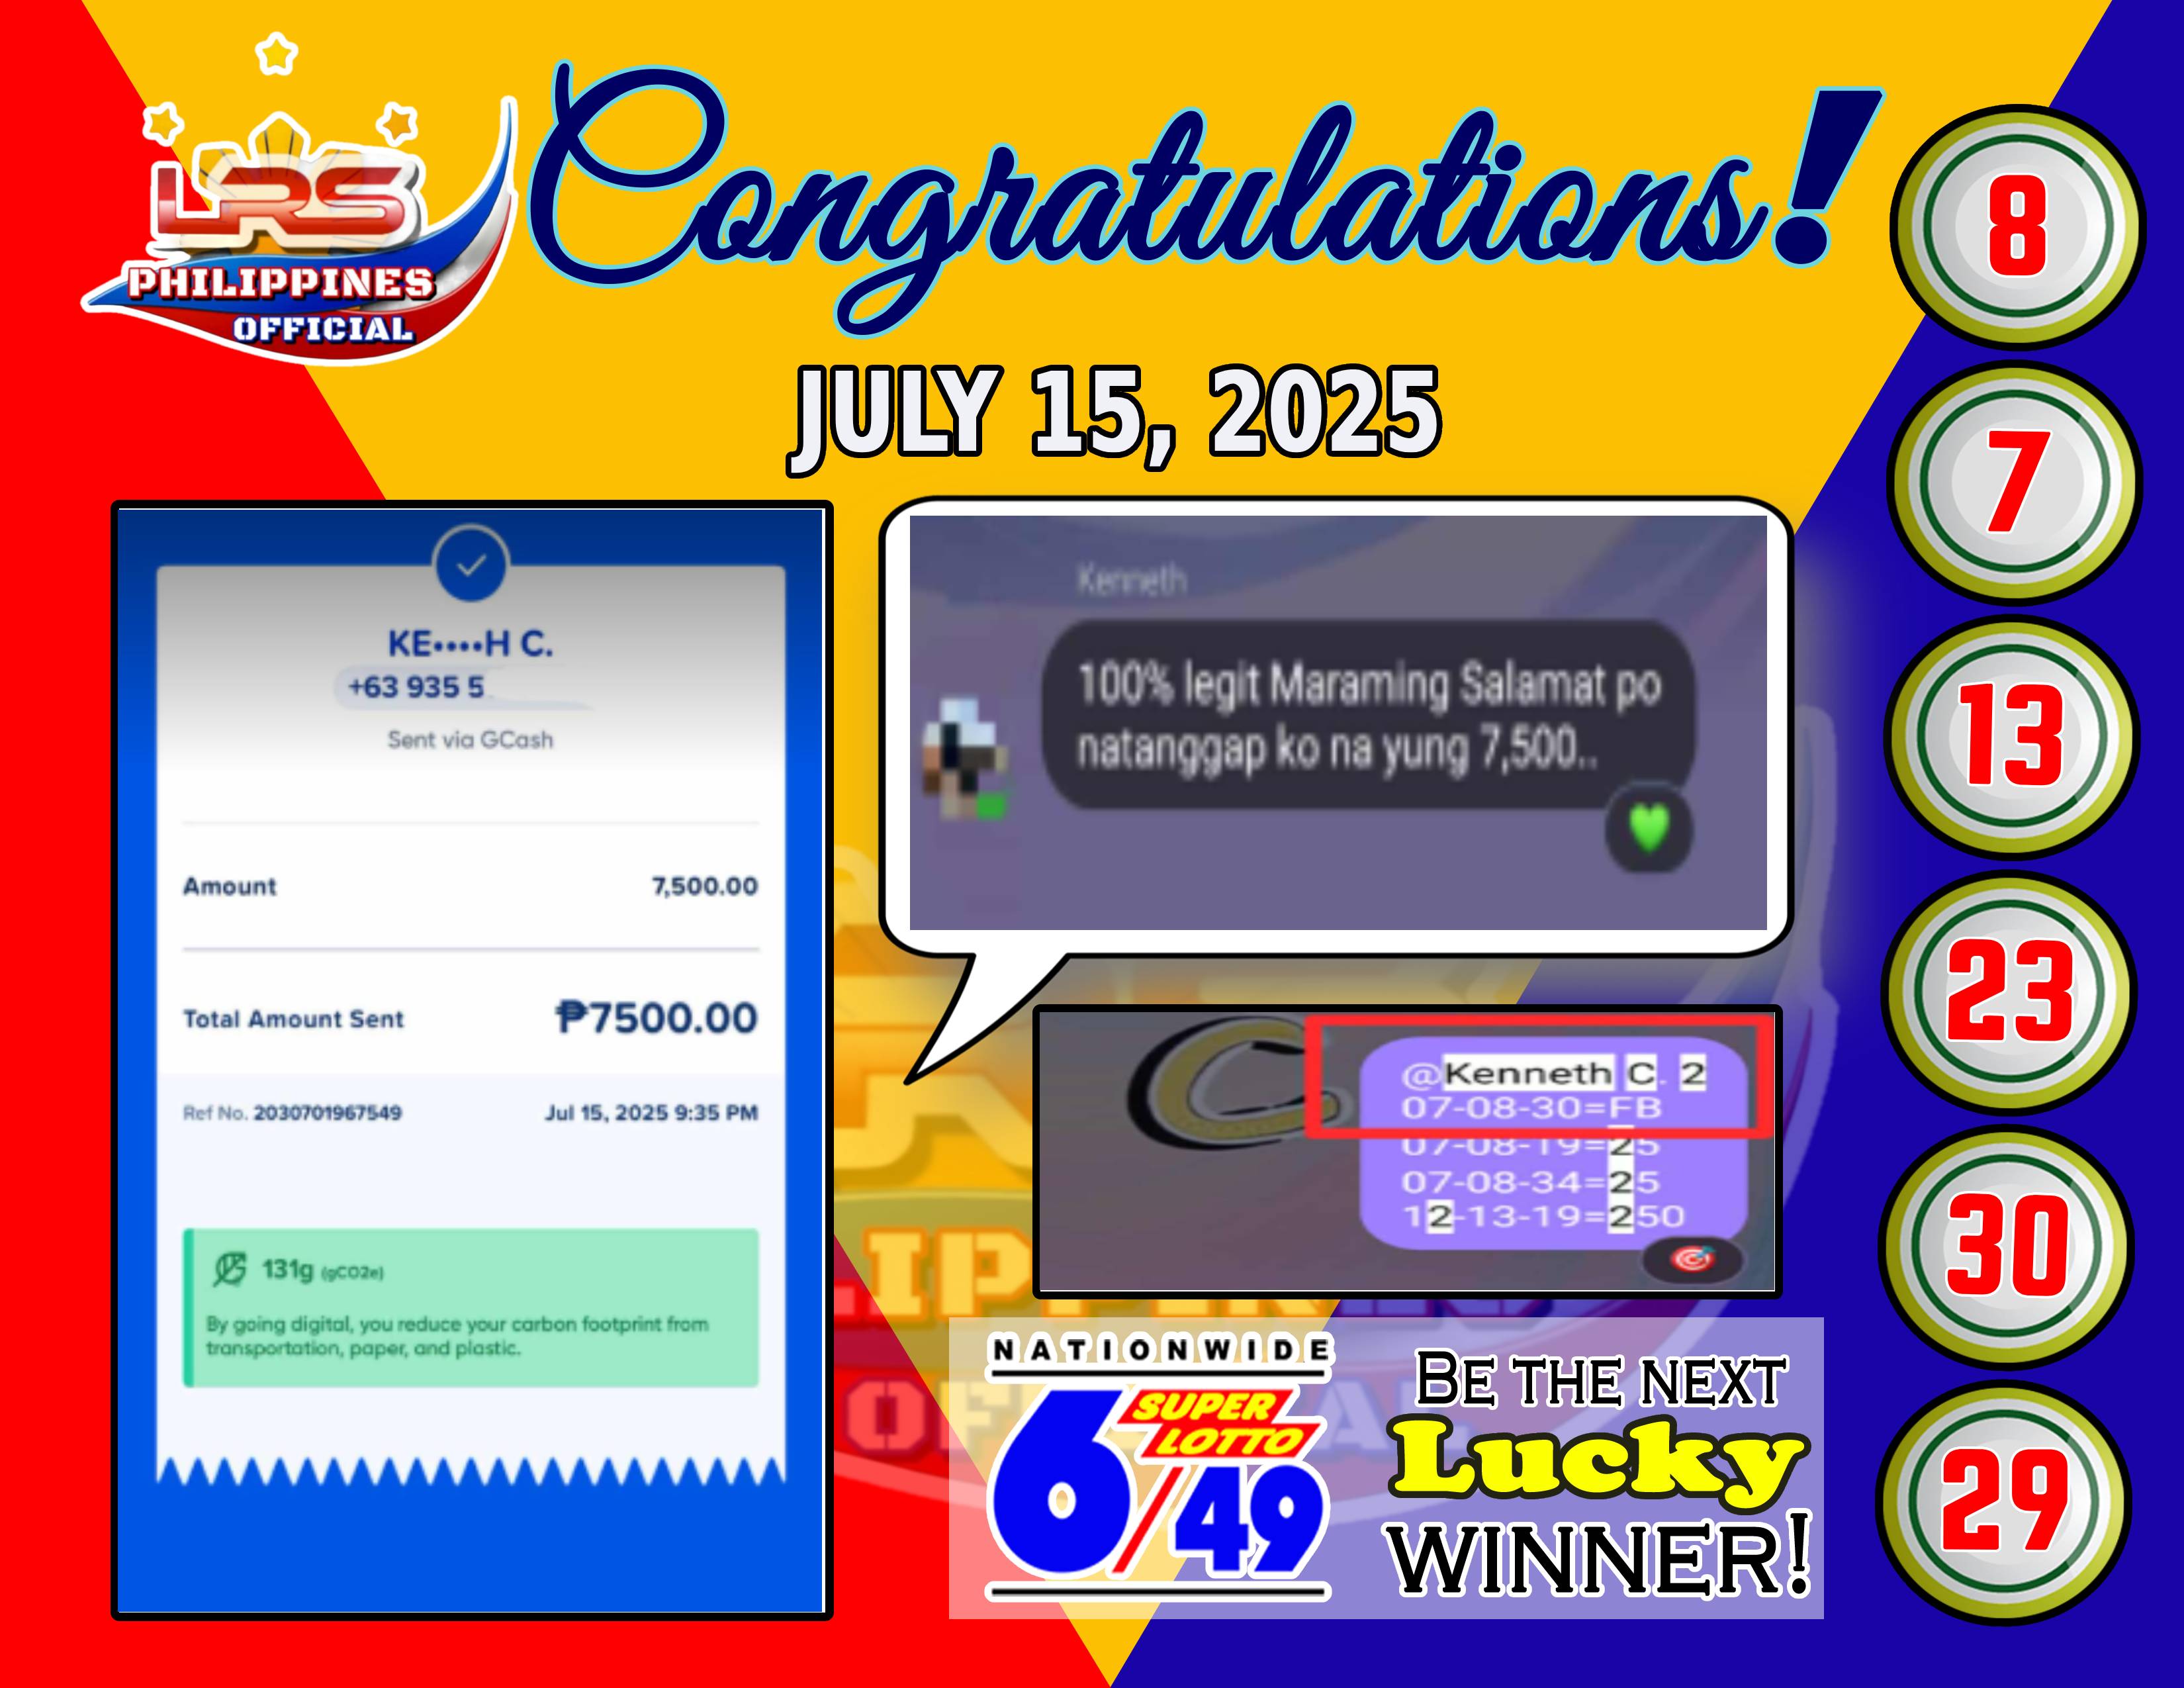 LRS
PHILIPPINES
OFFICIAL
Congratulations!
JULY 15, 2025
KE••••H C.
+63 935 5
Sent via GCash
Amount 7,500.00
Total Amount Sent ₱7500.00
Ref No. 2030701967549 Jul 15, 2025 9:35 PM
131g (gCO2e)
By going digital, you reduce your carbon footprint from
transportation, paper, and plastic.
Kenneth
100% legit Maraming Salamat po
natanggap ko na yung 7,500..
@Kenneth C. 2
07-08-30=FB
07-08-19=25
07-08-34=25
12-13-19=250
NATIONWIDE
SUPER
LOTTO
6/49
BE THE NEXT
Lucky
WINNER!
8
7
13
23
30
29